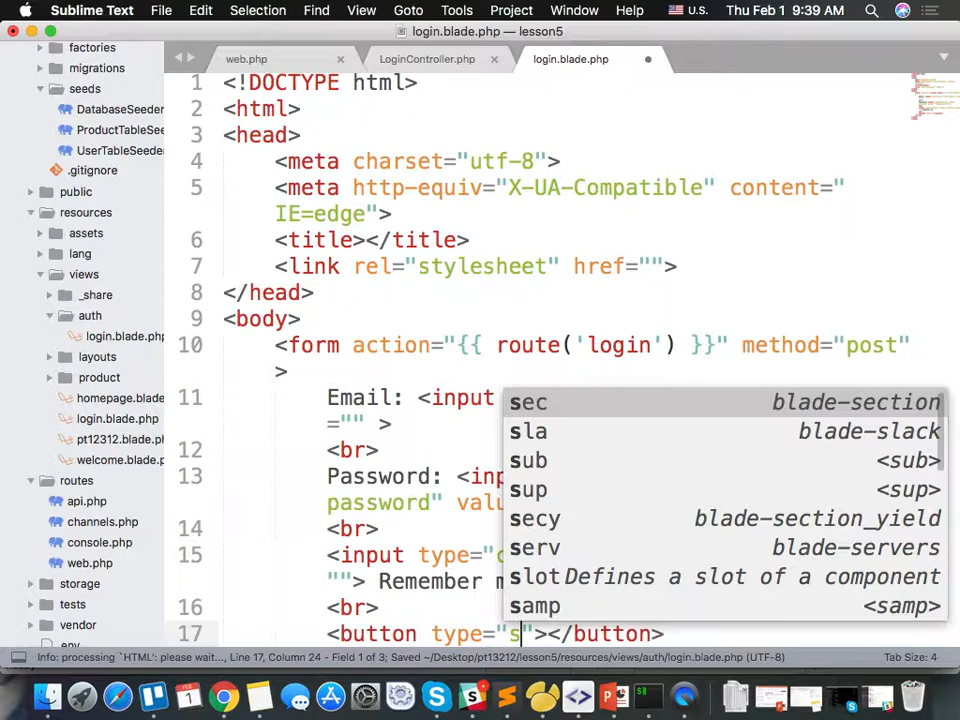 Sublime Text File Edit Selection Find View Goto Tools Project Window Help U.S. Thu Feb 1 9:39 AM
login.blade.php — lesson5
web.php LoginController.php login.blade.php
factories
migrations
seeds
DatabaseSeeder
ProductTableSee
UserTableSeeder
.gitignore
public
resources
assets
lang
views
_share
auth
login.blade.php
layouts
product
homepage.blade
login.blade.php
pt12312.blade.ph
welcome.blade.p
routes
api.php
channels.php
console.php
web.php
storage
tests
vendor
.env
1 <!DOCTYPE html>
2 <html>
3 <head>
4 <meta charset="utf-8">
5 <meta http-equiv="X-UA-Compatible" content="
IE=edge">
6 <title></title>
7 <link rel="stylesheet" href="">
8 </head>
9 <body>
10 <form action="{{ route('login') }}" method="post"
>
11 Email: <input
="" >
12 <br>
13 Password: <inp
password" valu
14 <br>
15 <input type="c
""> Remember m
16 <br>
17 <button type="s"></button>
sec blade-section
sla blade-slack
sub <sub>
sup <sup>
secy blade-section_yield
serv blade-servers
slot Defines a slot of a component
samp <samp>
Info: processing `HTML': please wait..., Line 17, Column 24 - Field 1 of 3; Saved ~/Desktop/pt13212/lesson5/resources/views/auth/login.blade.php (UTF-8) Tab Size: 4